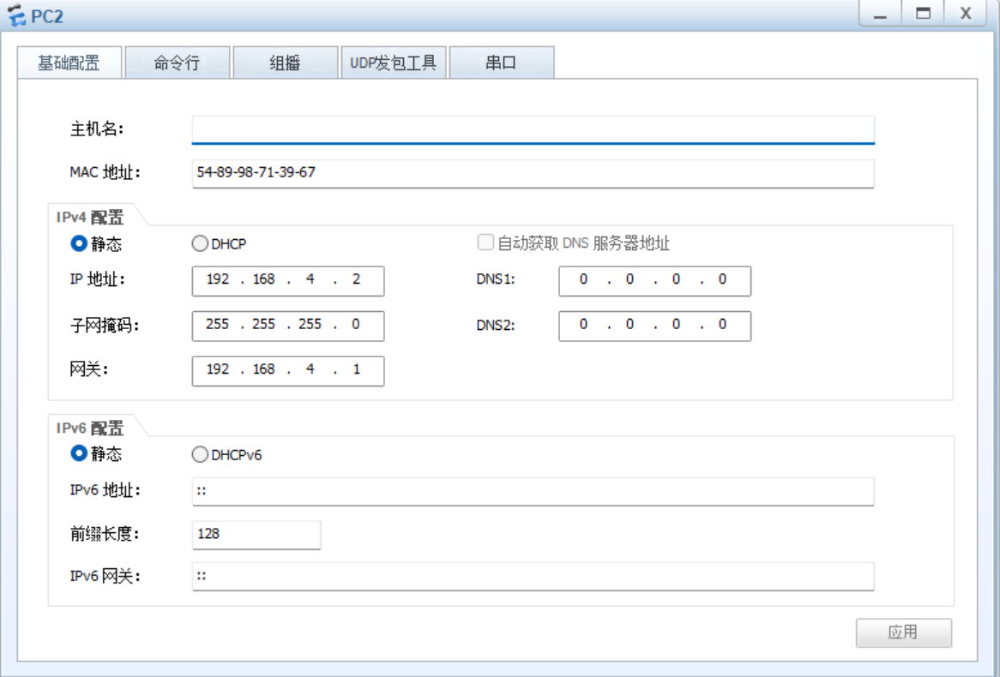 PC2
基础配置 命令行 组播 UDP发包工具 串口
主机名：
MAC 地址： 54-89-98-71-39-67
IPv4 配置
静态 DHCP 自动获取 DNS 服务器地址
IP 地址： 192 . 168 . 4 . 2 DNS1: 0 . 0 . 0 . 0
子网掩码： 255 . 255 . 255 . 0 DNS2: 0 . 0 . 0 . 0
网关： 192 . 168 . 4 . 1
IPv6 配置
静态 DHCPv6
IPv6 地址： ::
前缀长度： 128
IPv6 网关： ::
应用